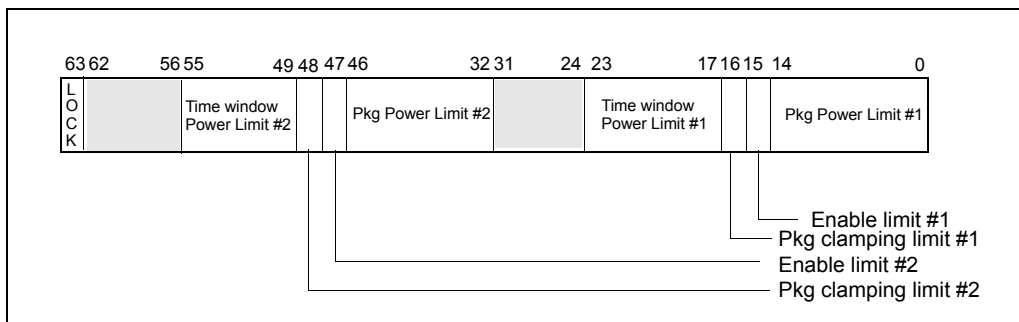 63 62 56 55 49 48 47 46 32 31 24 23 17 16 15 14 0
L
O
C
K
Time window
Power Limit #2
Pkg Power Limit #2
Time window
Power Limit #1
Pkg Power Limit #1
Enable limit #1
Pkg clamping limit #1
Enable limit #2
Pkg clamping limit #2